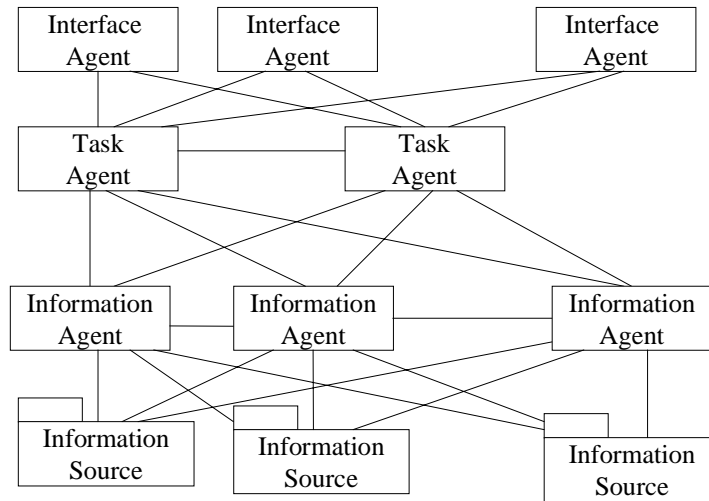 Interface
Agent
Interface
Agent
Interface
Agent
Task
Agent
Task
Agent
Information
Agent
Information
Agent
Information
Agent
Information
Source
Information
Source
Information
Source